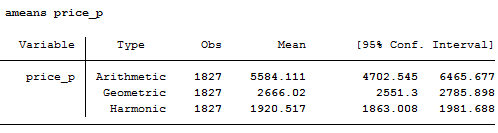 ameans price_p
Variable Type Obs Mean [95% Conf. Interval]
price_p Arithmetic 1827 5584.111 4702.545 6465.677
Geometric 1827 2666.02 2551.3 2785.898
Harmonic 1827 1920.517 1863.008 1981.688